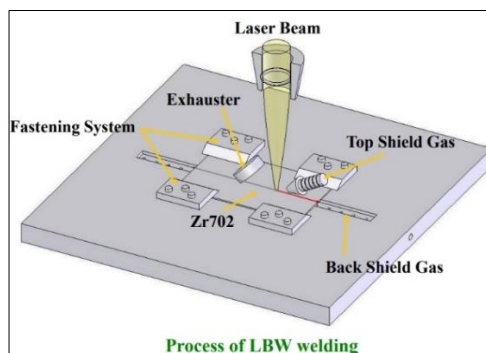 Laser Beam
Exhauster
Fastening System
Top Shield Gas
Zr702
Back Shield Gas
Process of LBW welding